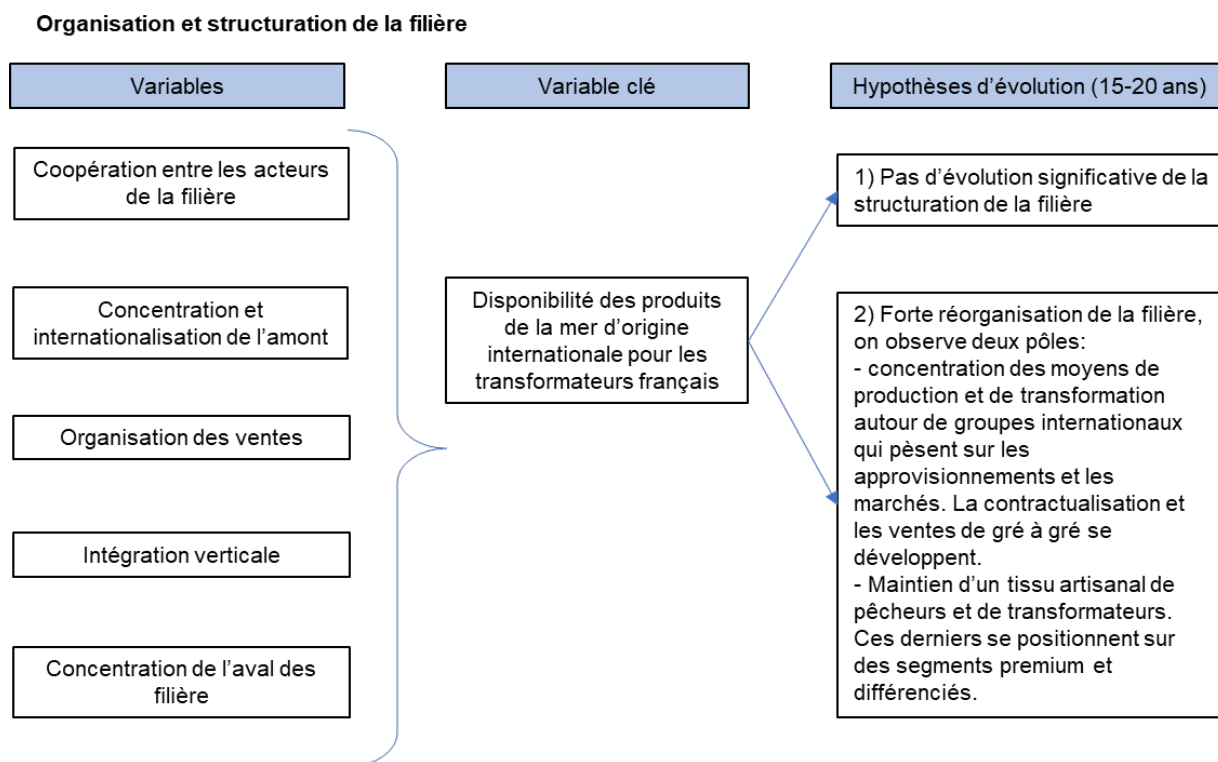 Organisation et structuration de la filière
Variables
Variable clé
Hypothèses d'évolution (15-20 ans)
Coopération entre les acteurs
de la filière
Concentration et
internationalisation de l'amont
Organisation des ventes
Intégration verticale
Concentration de l'aval des
filière
Disponibilité des produits
de la mer d'origine
internationale pour les
transformateurs français
1) Pas d'évolution significative de la
structuration de la filière
2) Forte réorganisation de la filière,
on observe deux pôles:
- concentration des moyens de
production et de transformation
autour de groupes internationaux
qui pèsent sur les
approvisionnements et les
marchés. La contractualisation et
les ventes de gré à gré se
développent.
- Maintien d'un tissu artisanal de
pêcheurs et de transformateurs.
Ces derniers se positionnent sur
des segments premium et
différenciés.